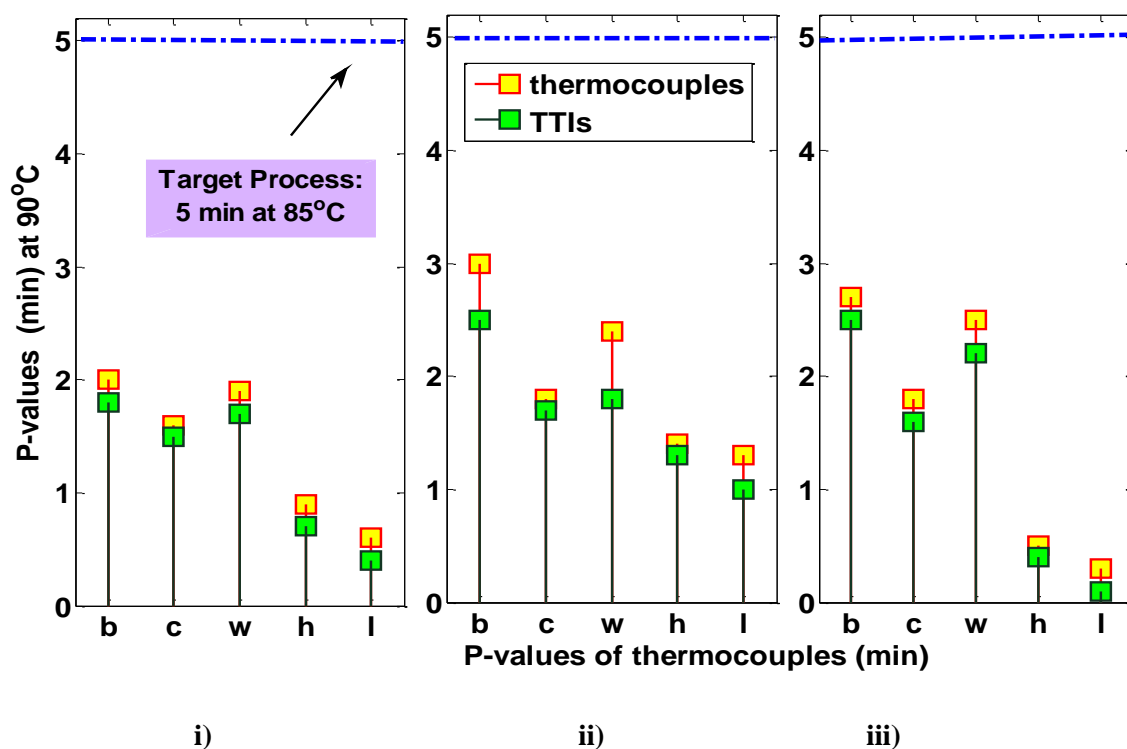 P-values (min) at 90°C
5
4
3
2
1
0
Target Process:
5 min at 85°C
b c w h l
5
4
3
2
1
0
thermocouples
TTIs
b c w h l
5
4
3
2
1
0
b c w h l
P-values of thermocouples (min)
i) ii) iii)